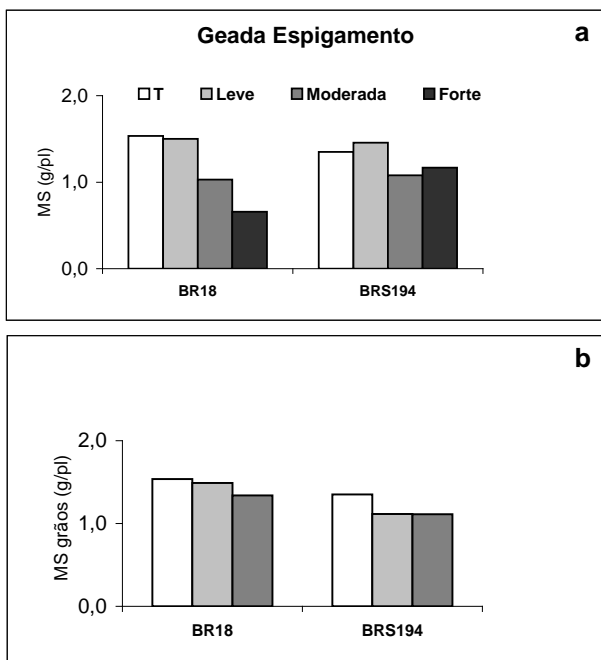 Geada Espigamento
a
T Leve Moderada Forte
2,0
1,0
0,0
MS (g/pl)
BR18 BRS194
b
2,0
1,0
0,0
MS grãos (g/pl)
BR18 BRS194